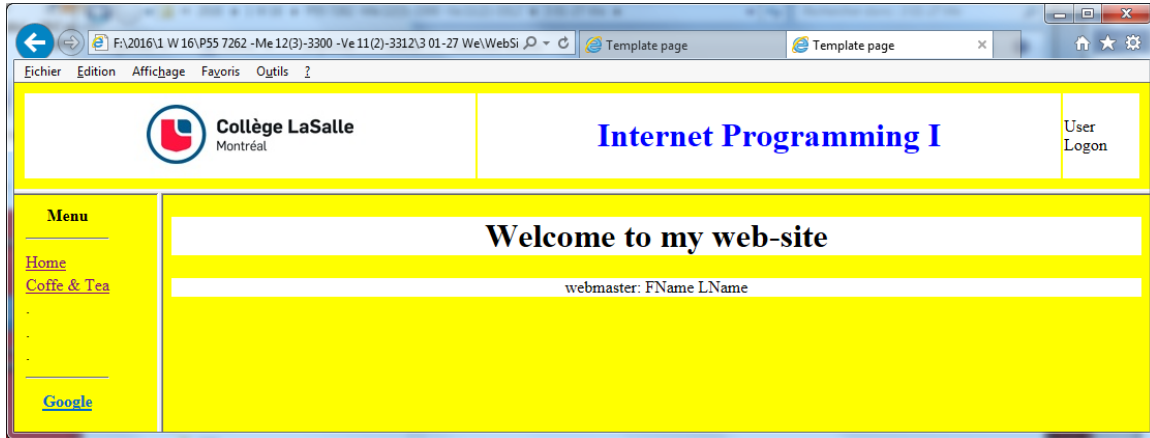 F:\2016\1 W 16\P55 7262 -Me 12(3)-3300 -Ve 11(2)-3312\3 01-27 We\WebSi
Template page
Template page
Fichier Edition Affichage Favoris Outils ?
Collège LaSalle
Montréal
Internet Programming I
User
Logon
Menu
Home
Coffe & Tea
.
.
.
Google
Welcome to my web-site
webmaster: FName LName